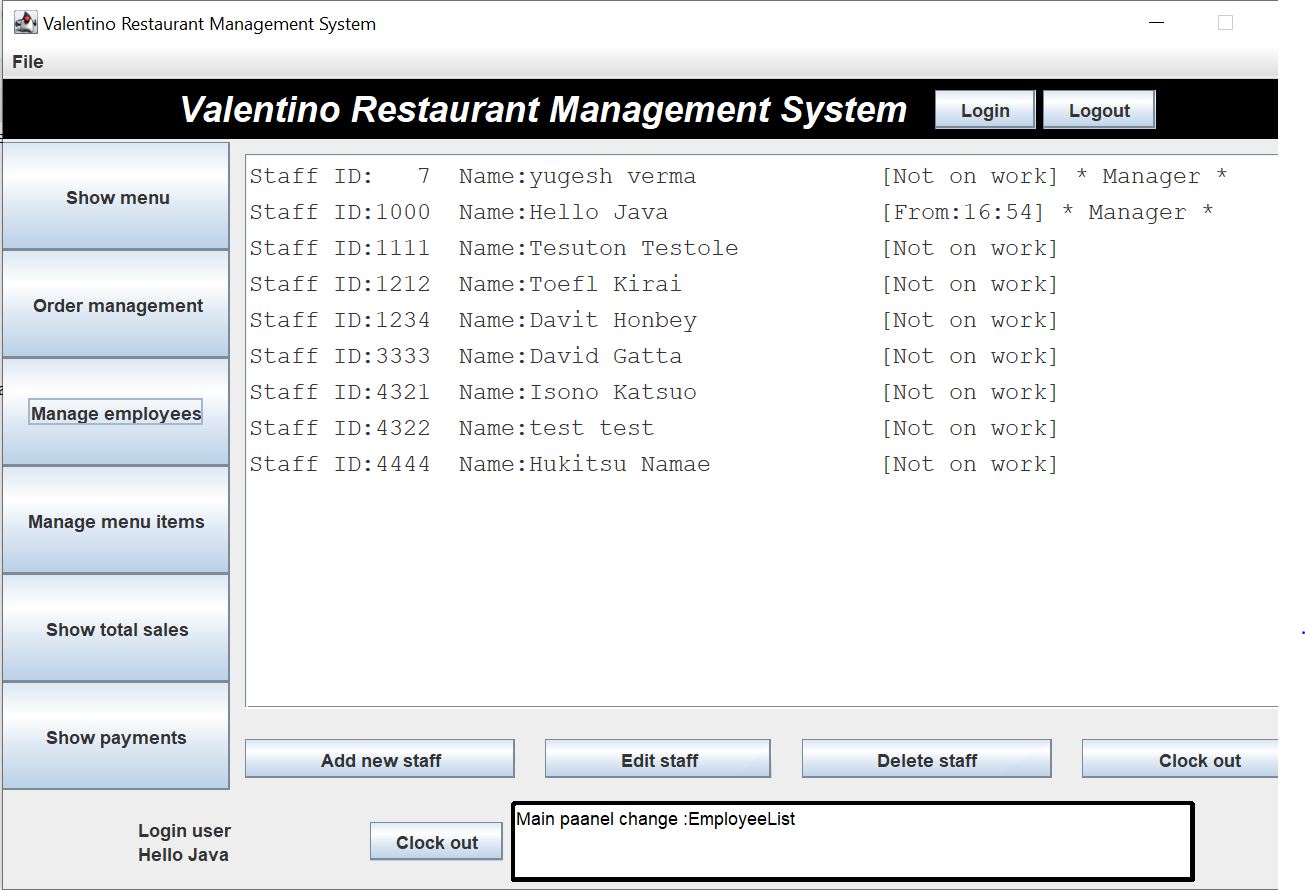 Valentino Restaurant Management System
File
Valentino Restaurant Management System
Login
Logout
Show menu
Order management
Manage employees
Manage menu items
Show total sales
Show payments
Staff ID:   7  Name:yugesh verma             [Not on work] * Manager *
Staff ID:1000  Name:Hello Java               [From:16:54] * Manager *
Staff ID:1111  Name:Tesuton Testole          [Not on work]
Staff ID:1212  Name:Toefl Kirai              [Not on work]
Staff ID:1234  Name:Davit Honbey             [Not on work]
Staff ID:3333  Name:David Gatta              [Not on work]
Staff ID:4321  Name:Isono Katsuo             [Not on work]
Staff ID:4322  Name:test test                [Not on work]
Staff ID:4444  Name:Hukitsu Namae            [Not on work]
Add new staff
Edit staff
Delete staff
Clock out
Login user
Hello Java
Clock out
Main paanel change :EmployeeList